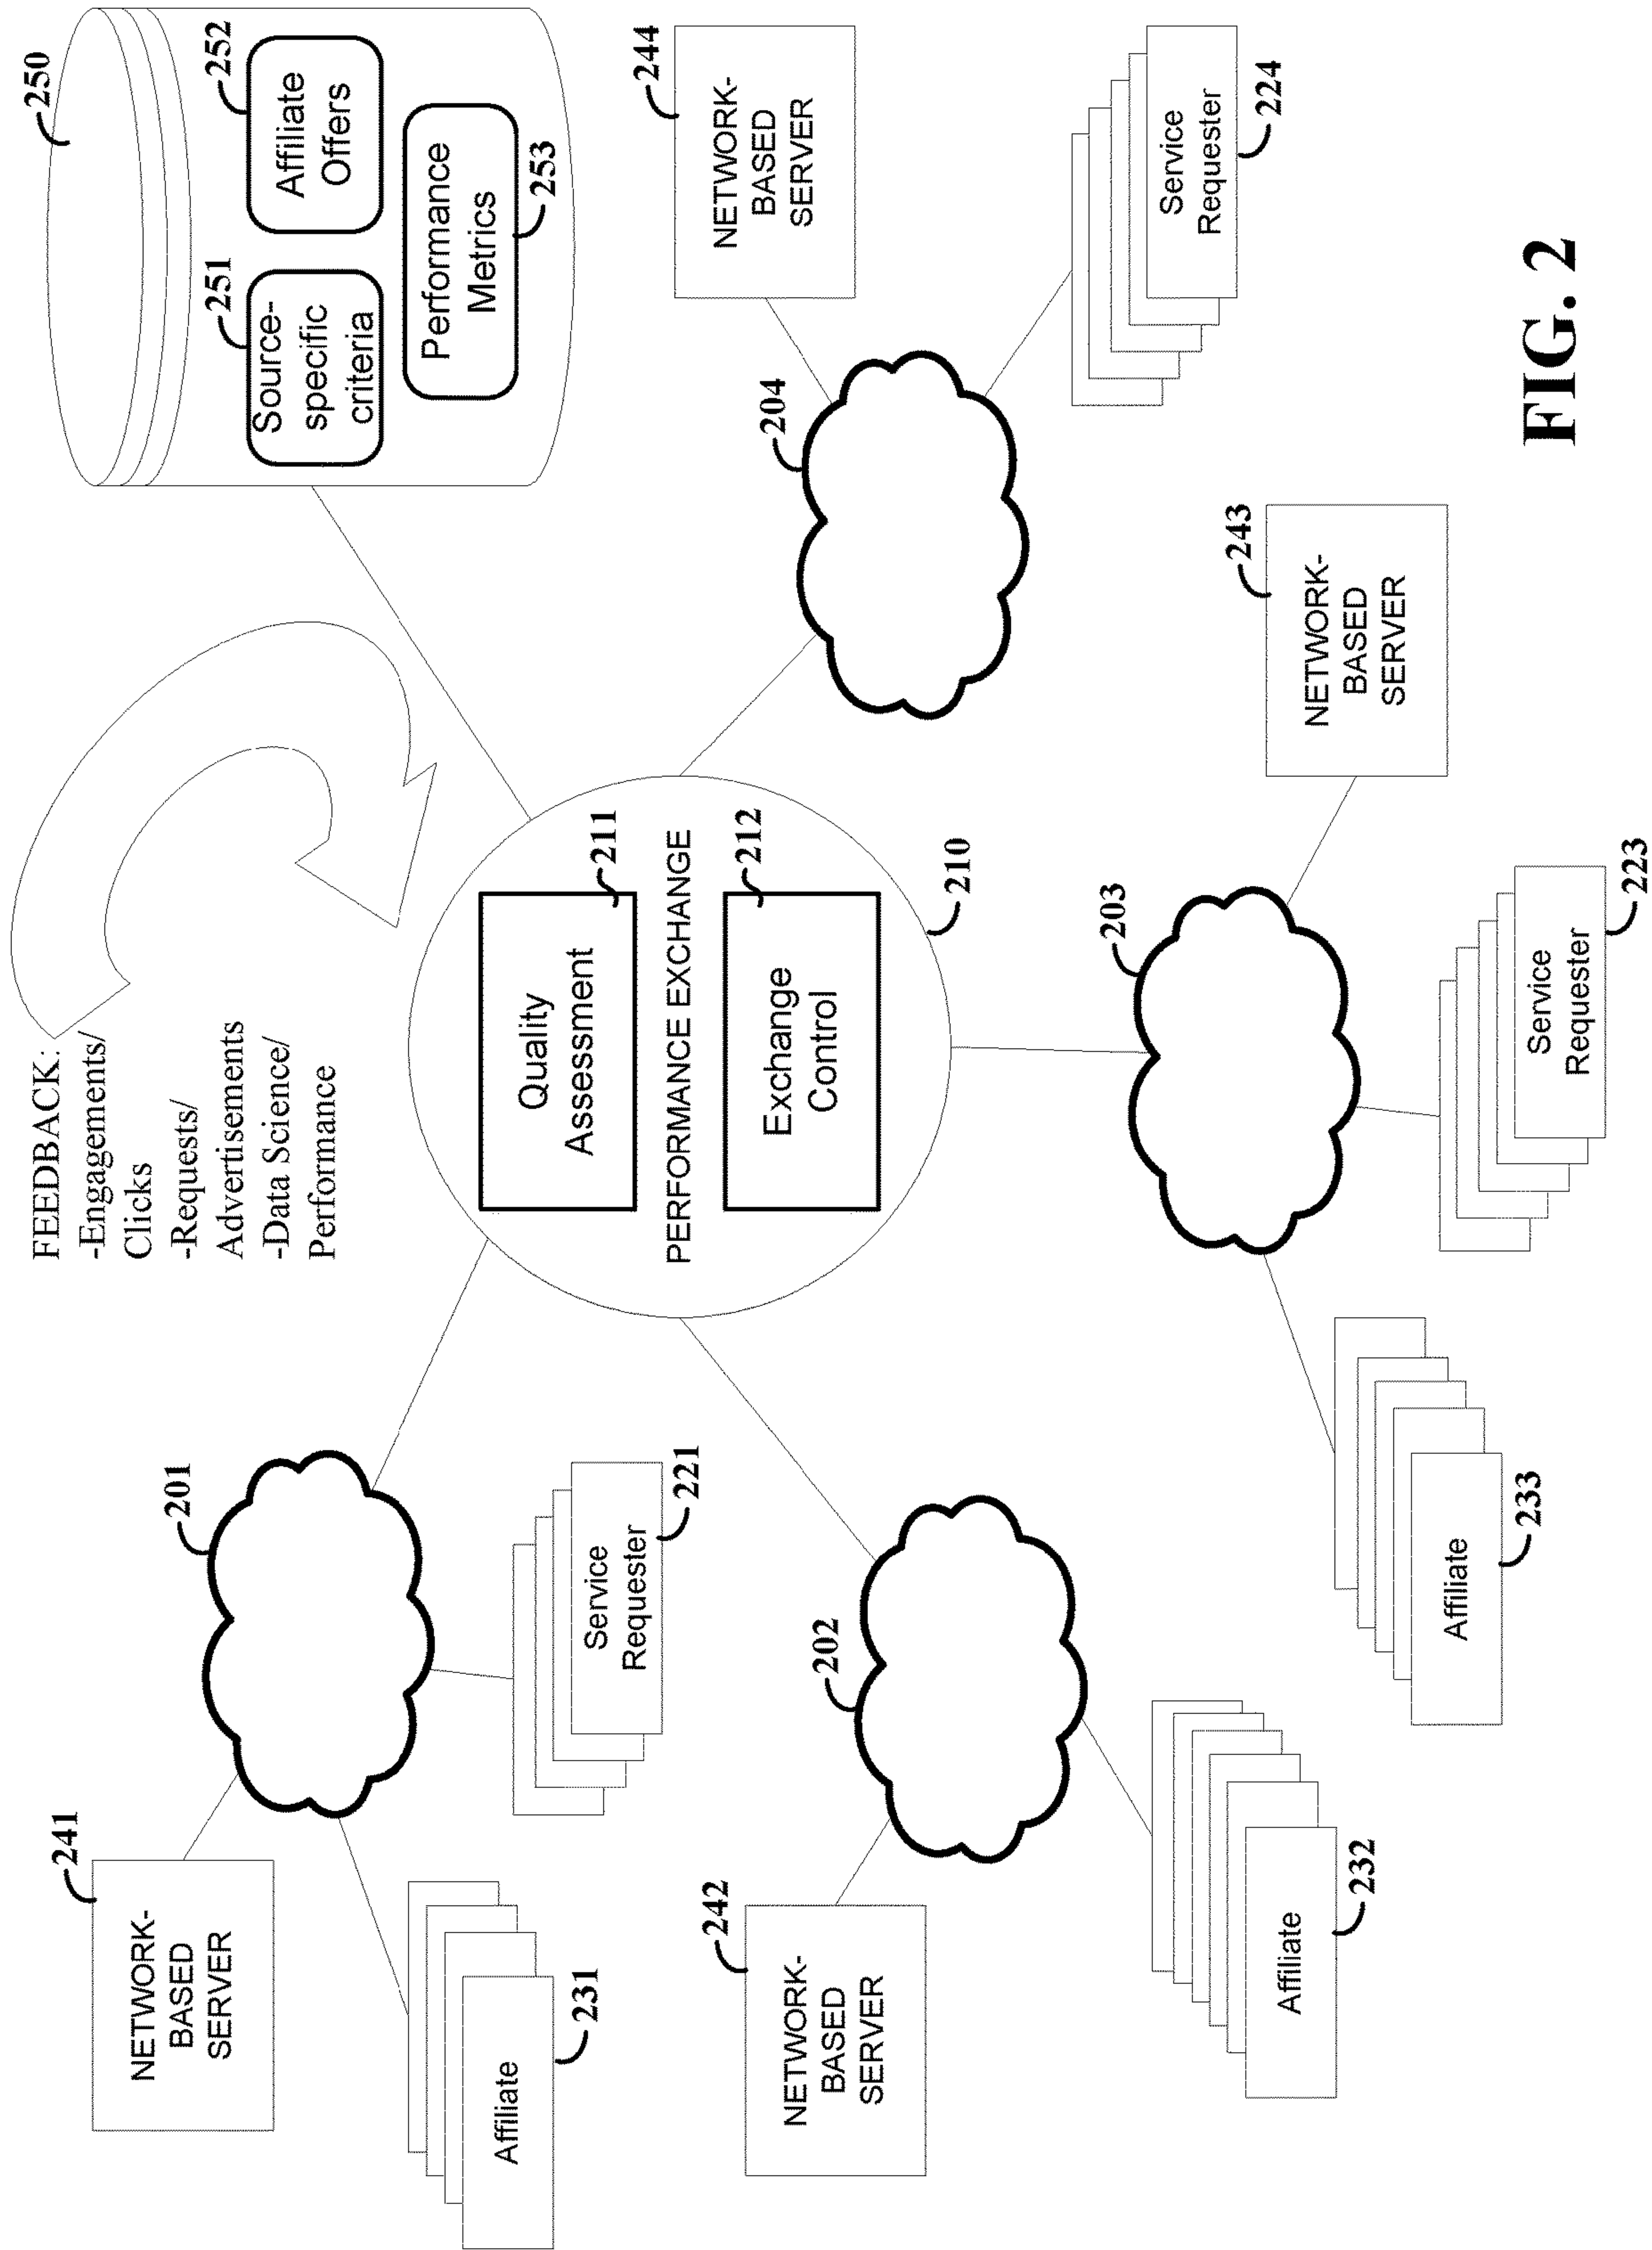 241
NETWORK-
BASED
SERVER
201
231
Affiliate
221
Service
Requester
242
NETWORK-
BASED
SERVER
202
232
Affiliate
FEEDBACK:
-Engagements/
Clicks
-Requests/
Advertisements
-Data Science/
Performance
211
Quality
Assessment
PERFORMANCE EXCHANGE
212
Exchange
Control
210
250
251
Source-
specific
criteria
252
Affiliate
Offers
Performance
Metrics
253
244
NETWORK-
BASED
SERVER
204
Service
Requester
224
203
243
NETWORK-
BASED
SERVER
Service
Requester
223
Affiliate
233
FIG. 2